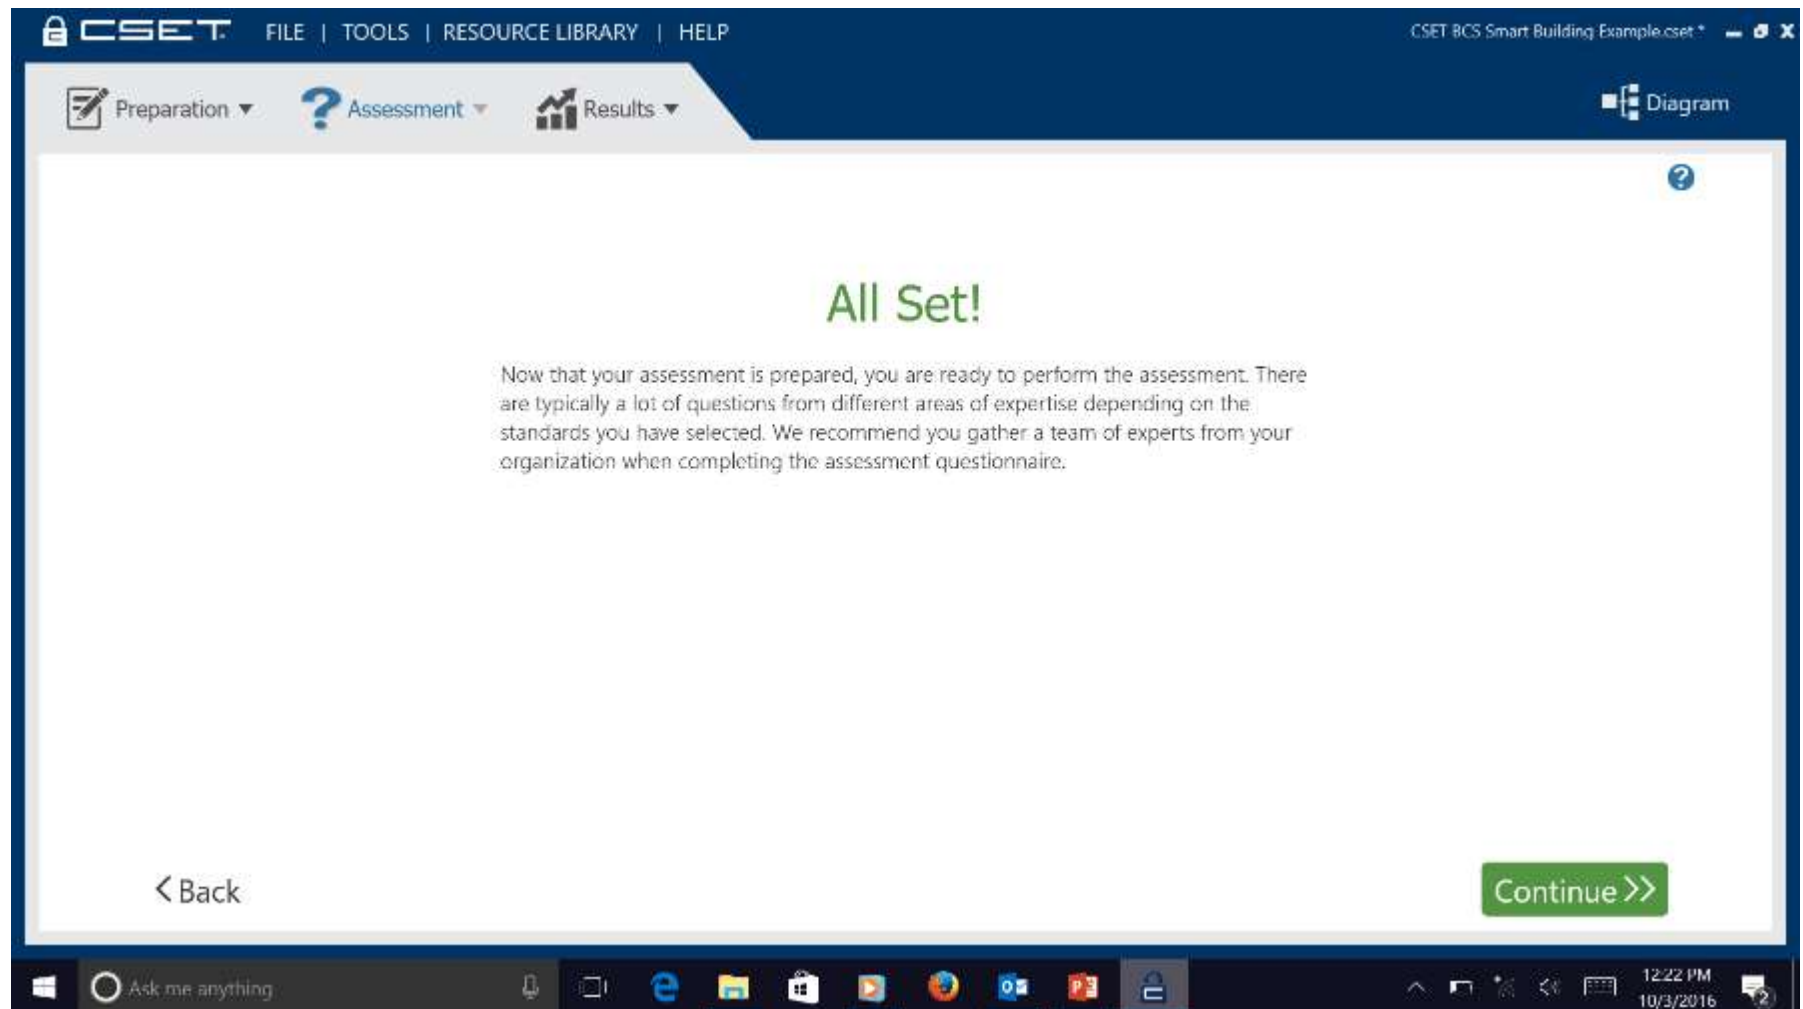 CSET FILE | TOOLS | RESOURCE LIBRARY | HELP CSET BCS Smart Building Example.cset *
Preparation Assessment Results Diagram
All Set!
Now that your assessment is prepared, you are ready to perform the assessment. There
are typically a lot of questions from different areas of expertise depending on the
standards you have selected. We recommend you gather a team of experts from your
organization when completing the assessment questionnaire.
< Back Continue >>
Ask me anything 12:22 PM
10/3/2016 2